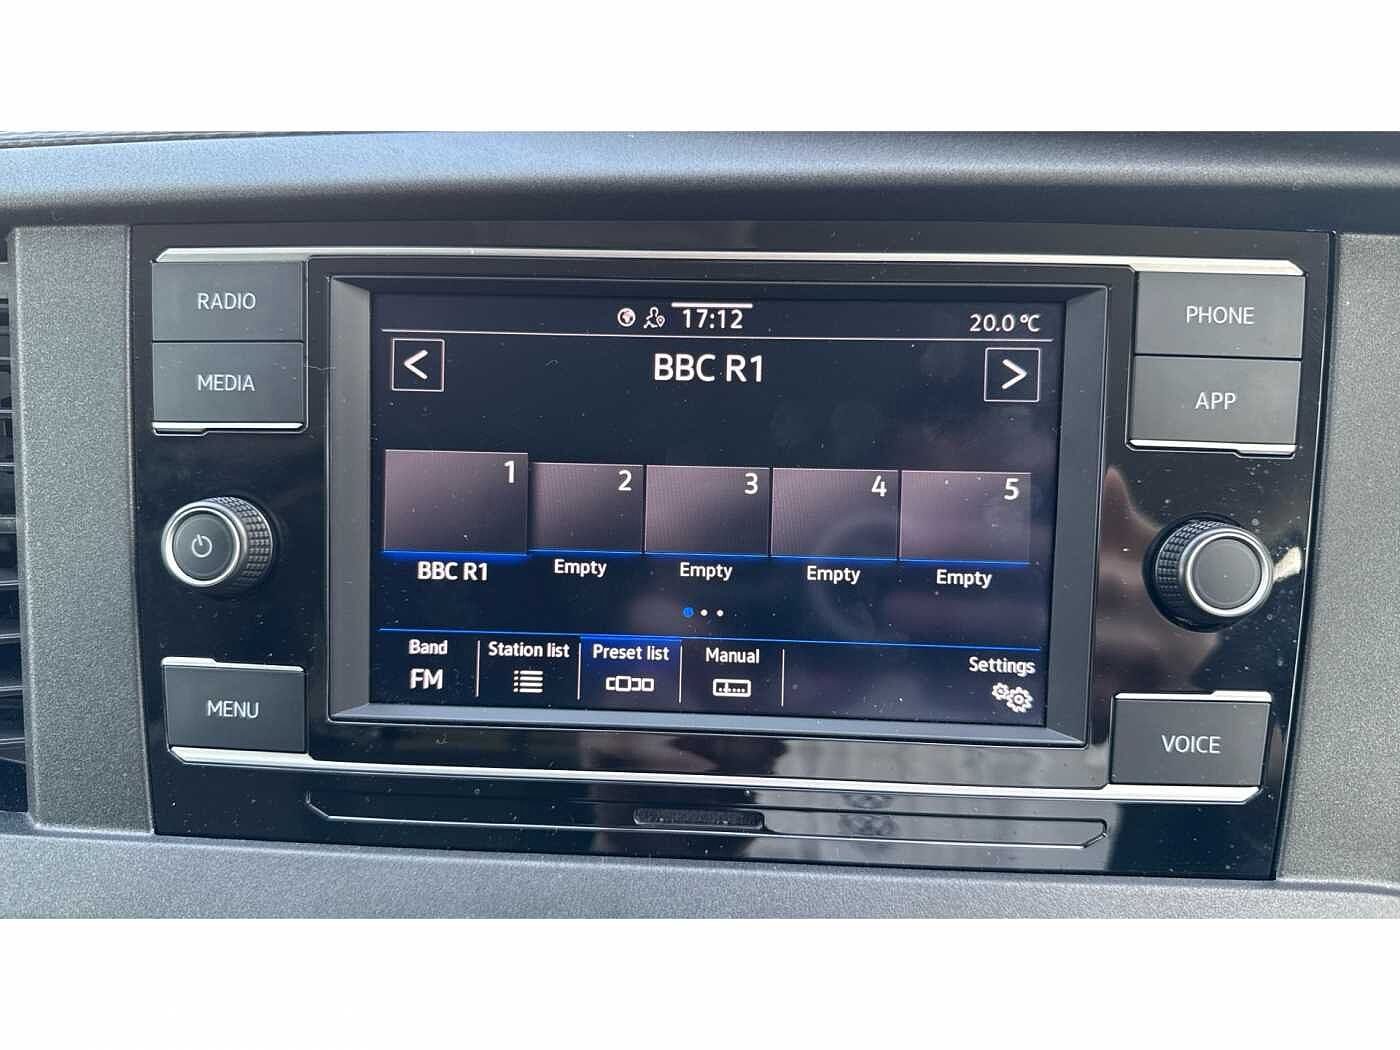 RADIO
MEDIA
MENU
17:12
20.0 °C
<
BBC R1
>
1
2
3
4
5
BBC R1
Empty
Empty
Empty
Empty
Band
FM
Station list
Preset list
Manual
Settings
PHONE
APP
VOICE